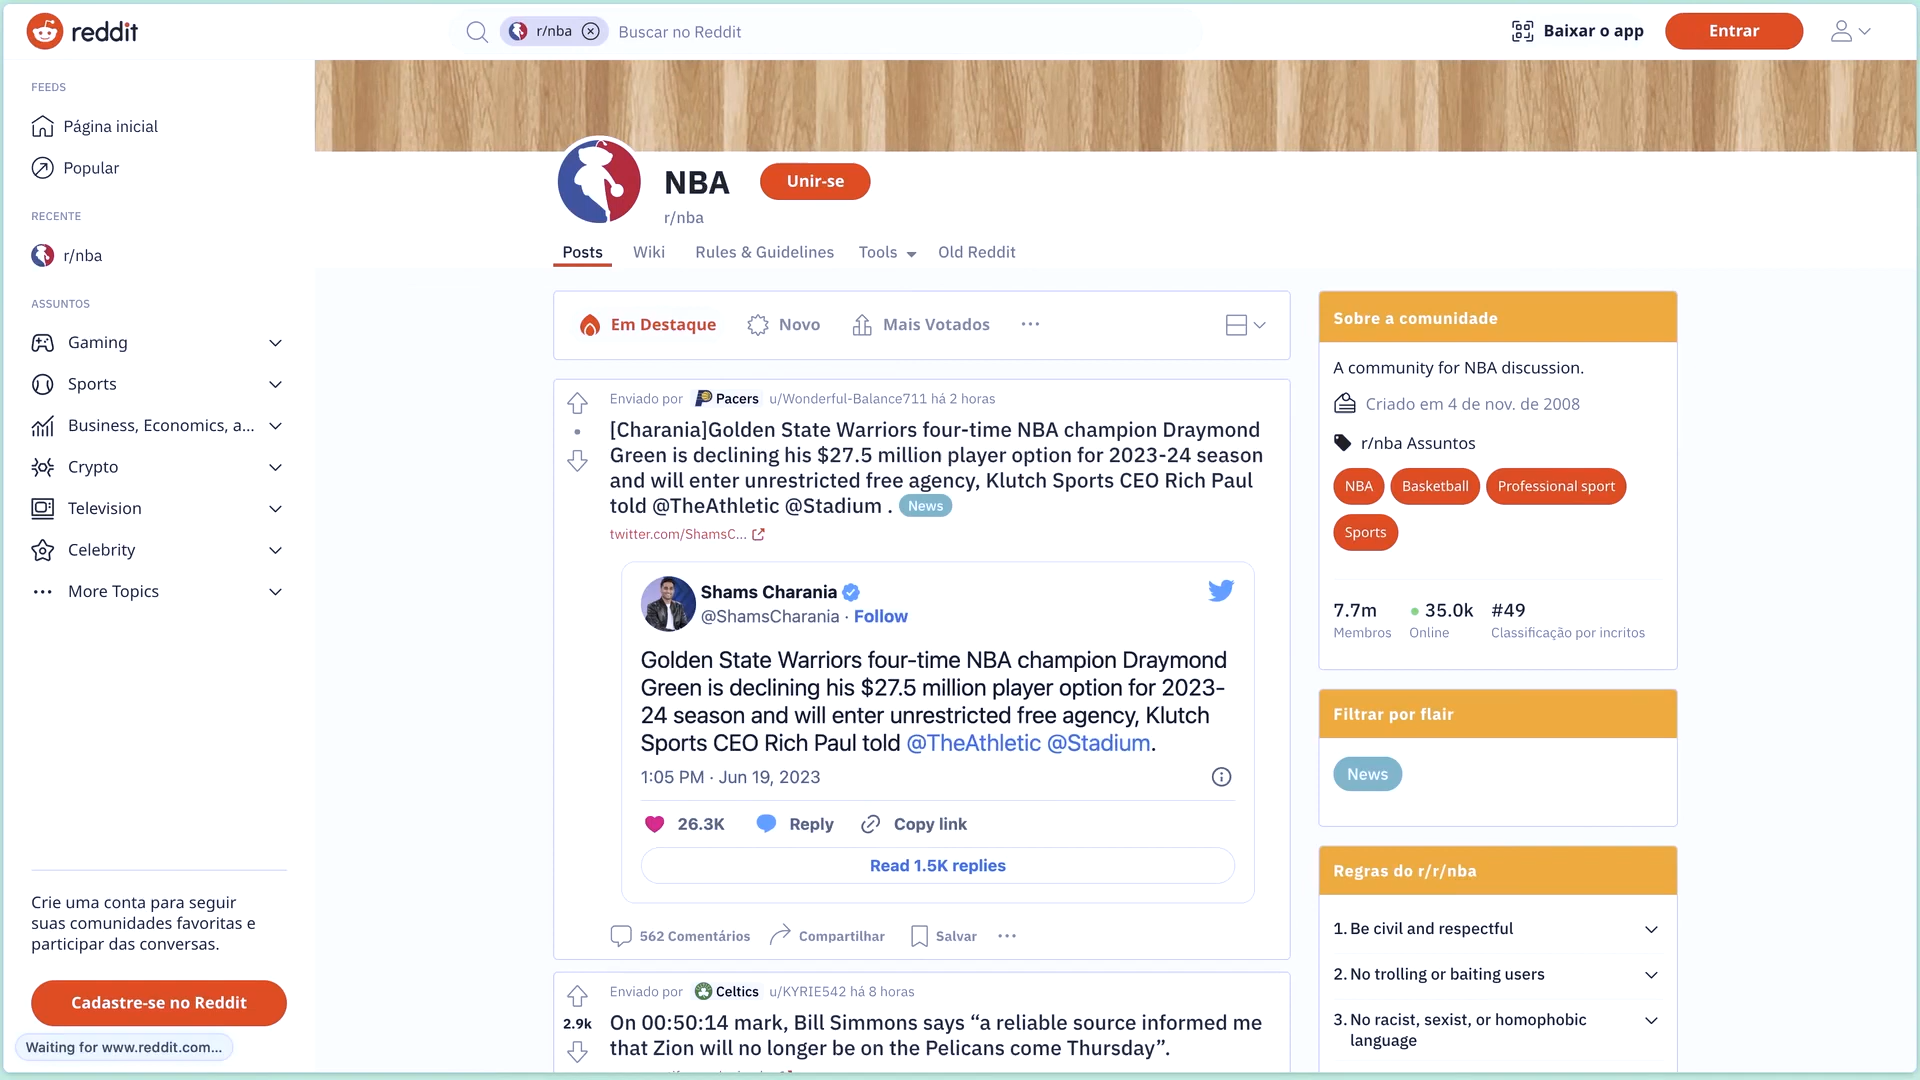 reddit
r/nba
Buscar no Reddit
Baixar o app
Entrar
FEEDS
Página inicial
Popular
RECENTE
r/nba
ASSUNTOS
Gaming
Sports
Business, Economics, a...
Crypto
Television
Celebrity
More Topics
Crie uma conta para seguir
suas comunidades favoritas e
participar das conversas.
Cadastre-se no Reddit
Waiting for www.reddit.com...
NBA
Unir-se
r/nba
Posts
Wiki
Rules & Guidelines
Tools
Old Reddit
Em Destaque
Novo
Mais Votados
Enviado por Pacers u/Wonderful-Balance711 há 2 horas
[Charania]Golden State Warriors four-time NBA champion Draymond
Green is declining his $27.5 million player option for 2023-24 season
and will enter unrestricted free agency, Klutch Sports CEO Rich Paul
told @TheAthletic @Stadium . News
twitter.com/ShamsC...
Shams Charania
@ShamsCharania · Follow
Golden State Warriors four-time NBA champion Draymond
Green is declining his $27.5 million player option for 2023-
24 season and will enter unrestricted free agency, Klutch
Sports CEO Rich Paul told @TheAthletic @Stadium.
1:05 PM · Jun 19, 2023
26.3K
Reply
Copy link
Read 1.5K replies
562 Comentários
Compartilhar
Salvar
Enviado por Celtics u/KYRIE542 há 8 horas
2.9k
On 00:50:14 mark, Bill Simmons says “a reliable source informed me
that Zion will no longer be on the Pelicans come Thursday”.
Sobre a comunidade
A community for NBA discussion.
Criado em 4 de nov. de 2008
r/nba Assuntos
NBA
Basketball
Professional sport
Sports
7.7m
35.0k
#49
Membros
Online
Classificação por incritos
Filtrar por flair
News
Regras do r/r/nba
1. Be civil and respectful
2. No trolling or baiting users
3. No racist, sexist, or homophobic
language